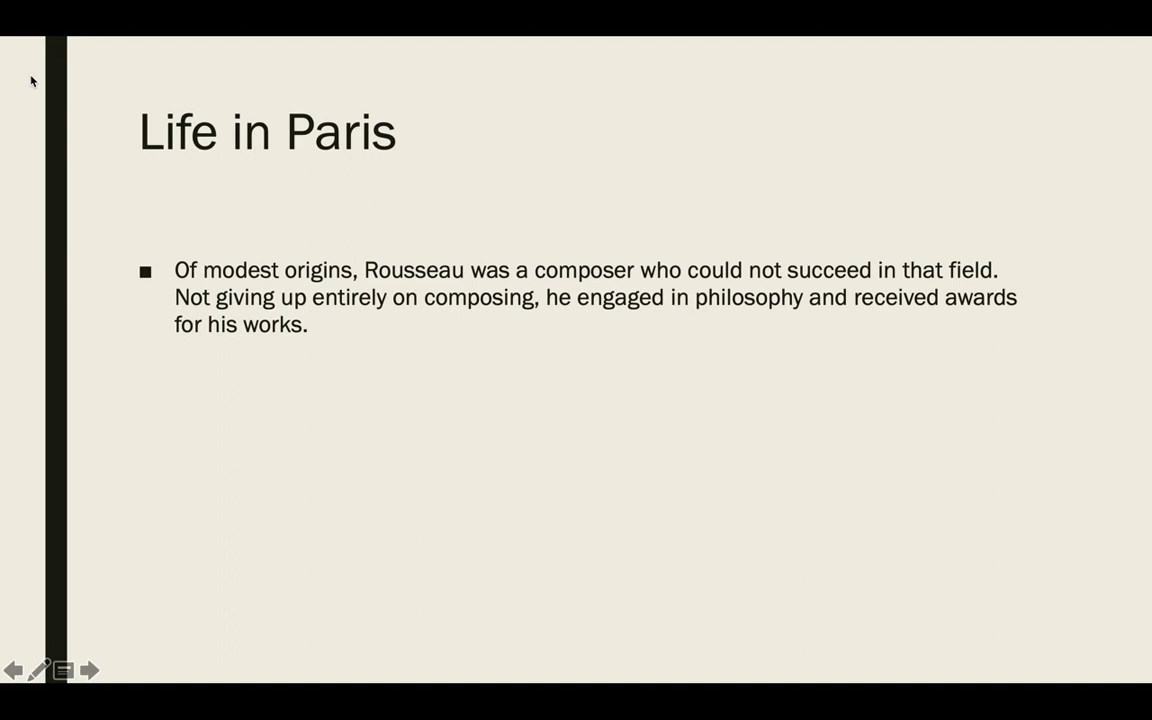 Life in Paris
■ Of modest origins, Rousseau was a composer who could not succeed in that field.
Not giving up entirely on composing, he engaged in philosophy and received awards
for his works.